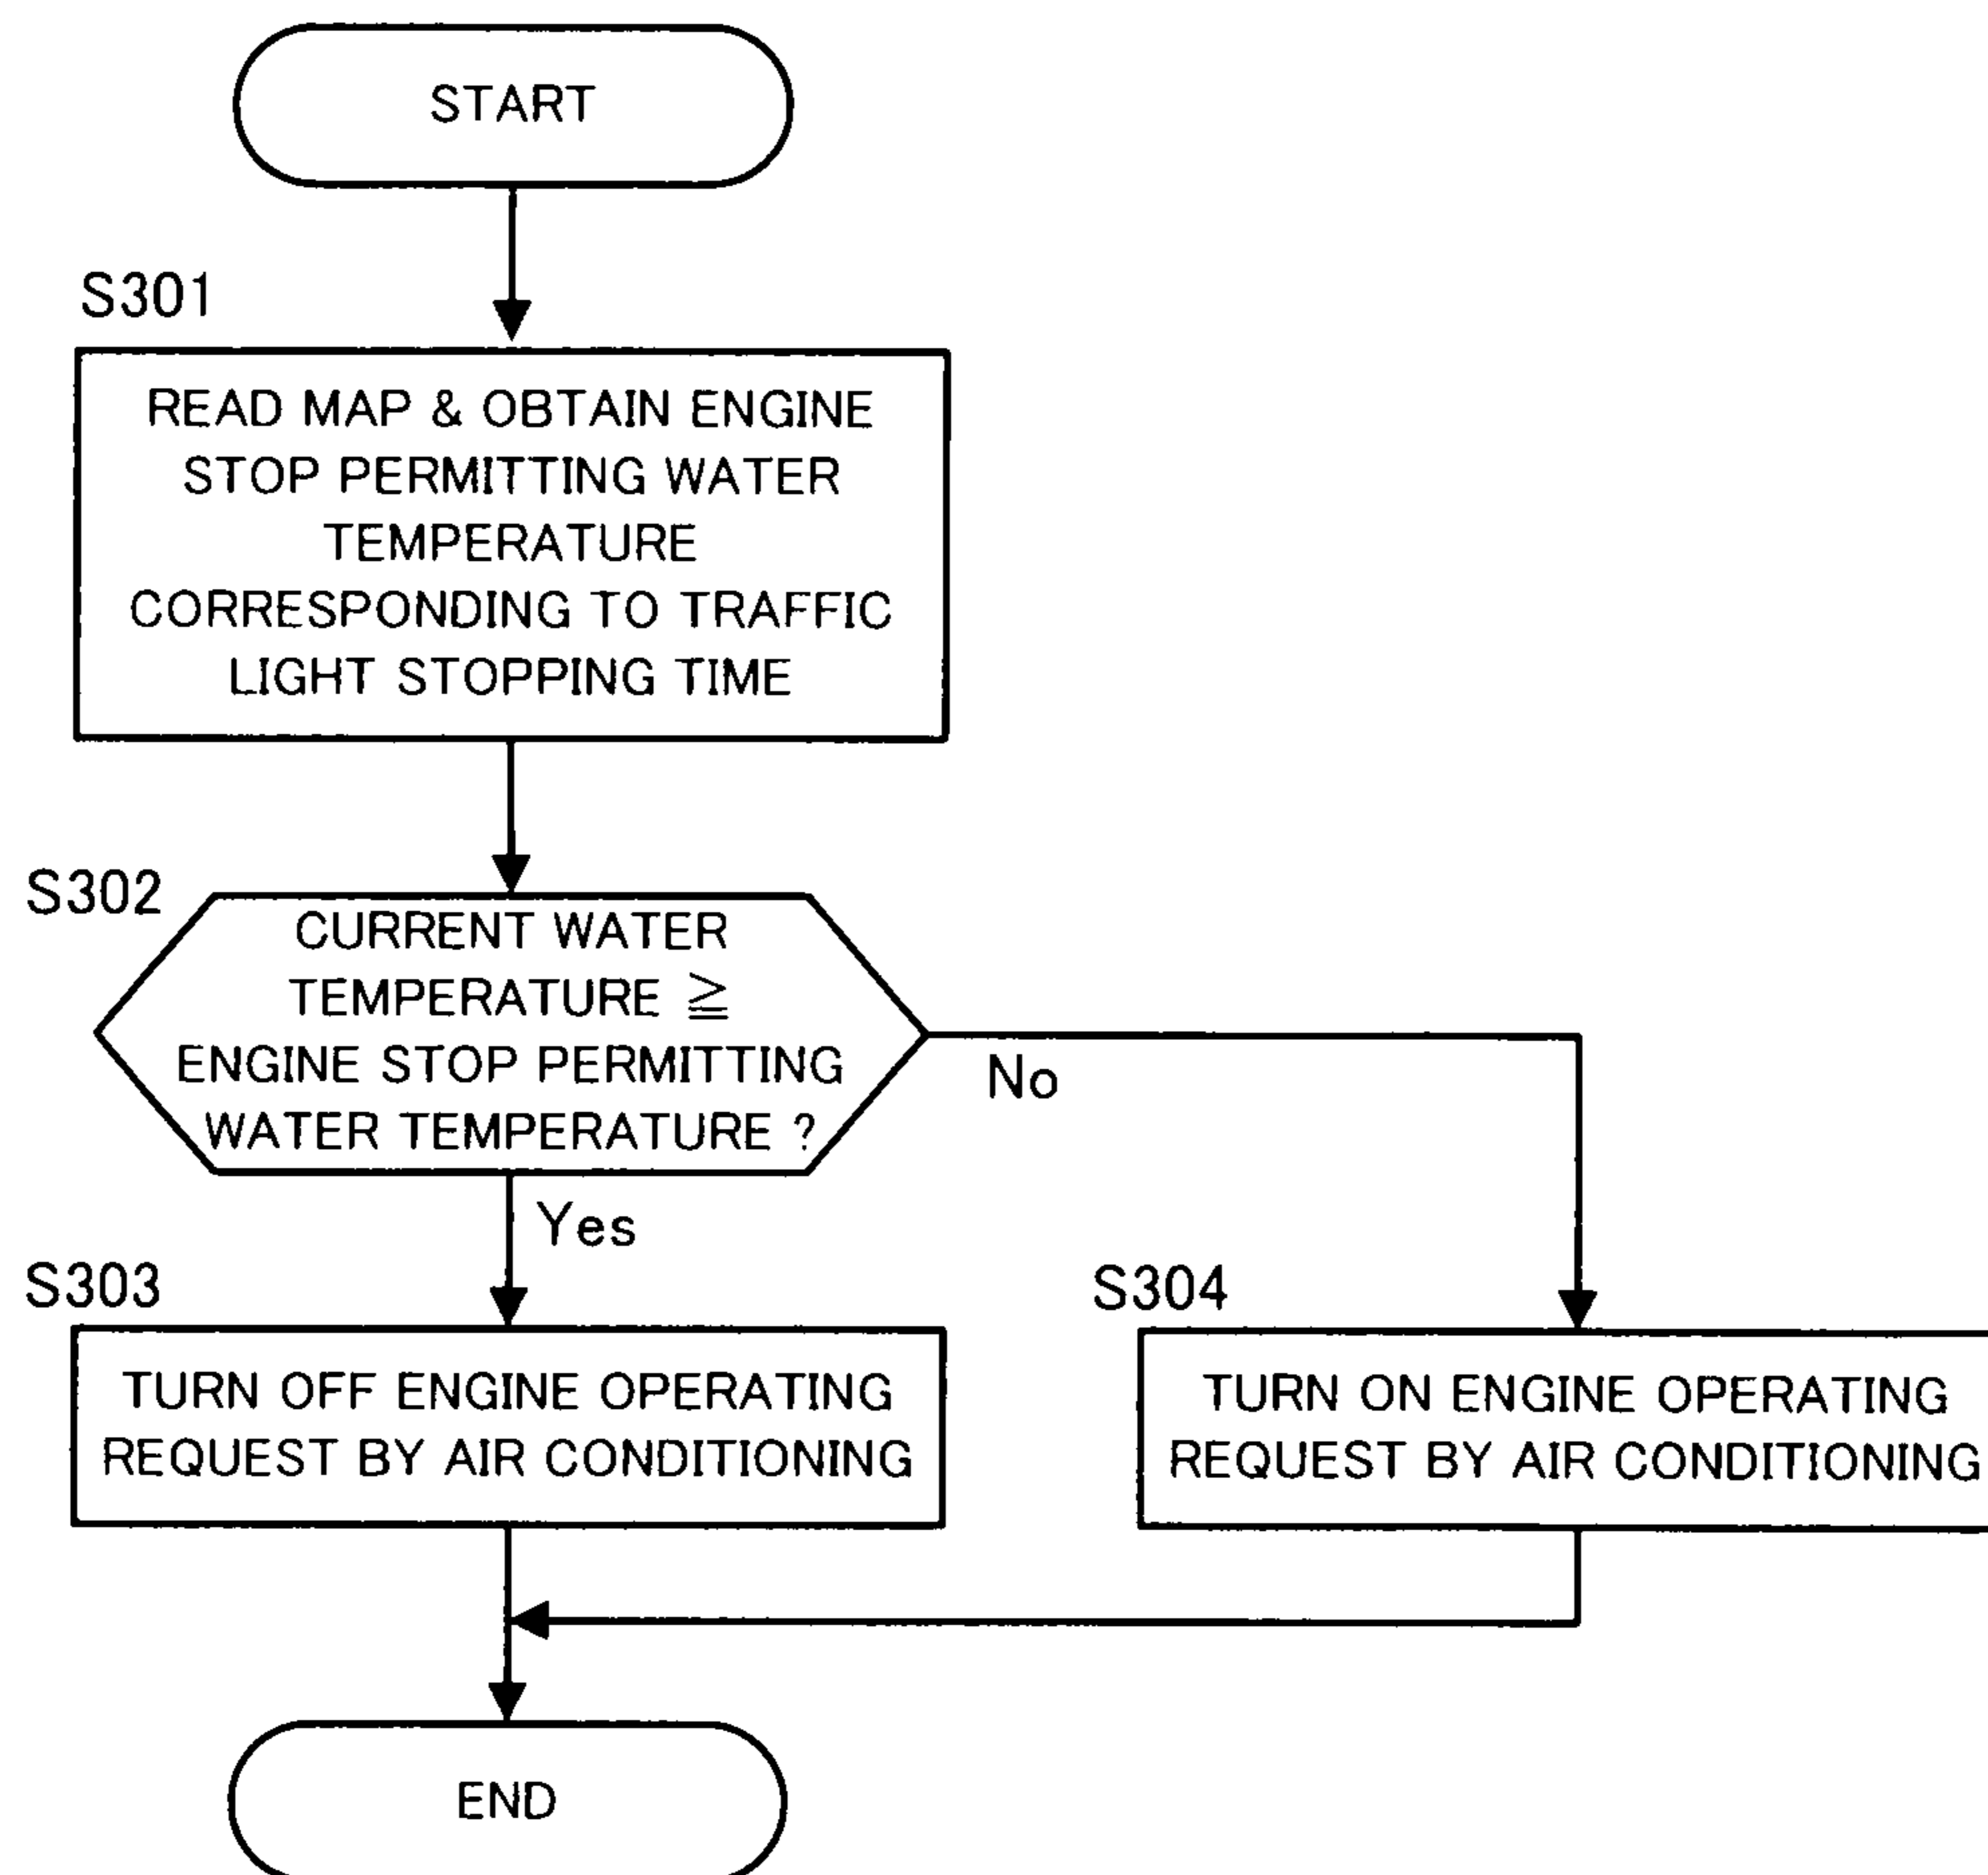 START
S301
READ MAP & OBTAIN ENGINE
STOP PERMITTING WATER
TEMPERATURE
CORRESPONDING TO TRAFFIC
LIGHT STOPPING TIME
S302
CURRENT WATER
TEMPERATURE ≧
ENGINE STOP PERMITTING
WATER TEMPERATURE ?
No
Yes
S303
TURN OFF ENGINE OPERATING
REQUEST BY AIR CONDITIONING
S304
TURN ON ENGINE OPERATING
REQUEST BY AIR CONDITIONING
END